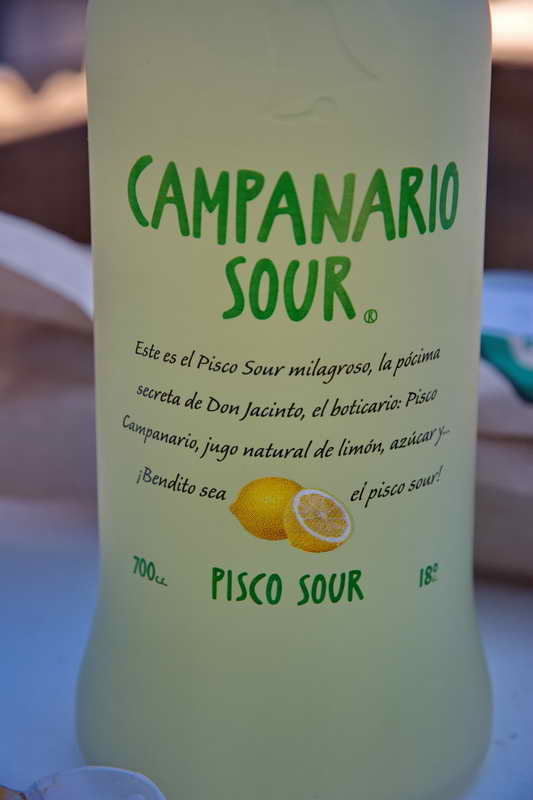 CAMPANARIO
SOUR®
Este es el Pisco Sour milagroso, la pócima
secreta de Don Jacinto, el boticario: Pisco
Campanario, jugo natural de limón, azúcar y...
¡Bendito sea el pisco sour!
700cc. PISCO SOUR 18°